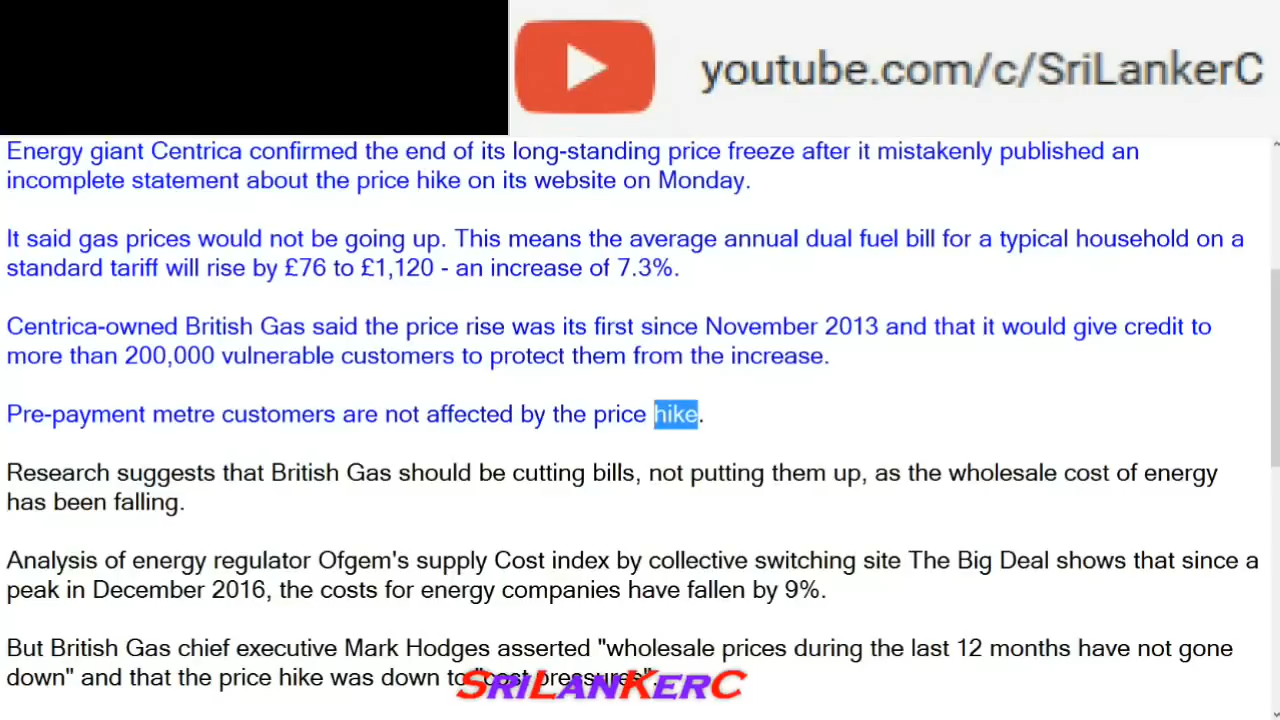 youtube.com/c/SriLankerC
Energy giant Centrica confirmed the end of its long-standing price freeze after it mistakenly published an
incomplete statement about the price hike on its website on Monday.
It said gas prices would not be going up. This means the average annual dual fuel bill for a typical household on a
standard tariff will rise by £76 to £1,120 - an increase of 7.3%.
Centrica-owned British Gas said the price rise was its first since November 2013 and that it would give credit to
more than 200,000 vulnerable customers to protect them from the increase.
Pre-payment metre customers are not affected by the price hike.
Research suggests that British Gas should be cutting bills, not putting them up, as the wholesale cost of energy
has been falling.
Analysis of energy regulator Ofgem's supply Cost index by collective switching site The Big Deal shows that since a
peak in December 2016, the costs for energy companies have fallen by 9%.
But British Gas chief executive Mark Hodges asserted "wholesale prices during the last 12 months have not gone
down" and that the price hike was down to "cost pressures".
SriLanKerC